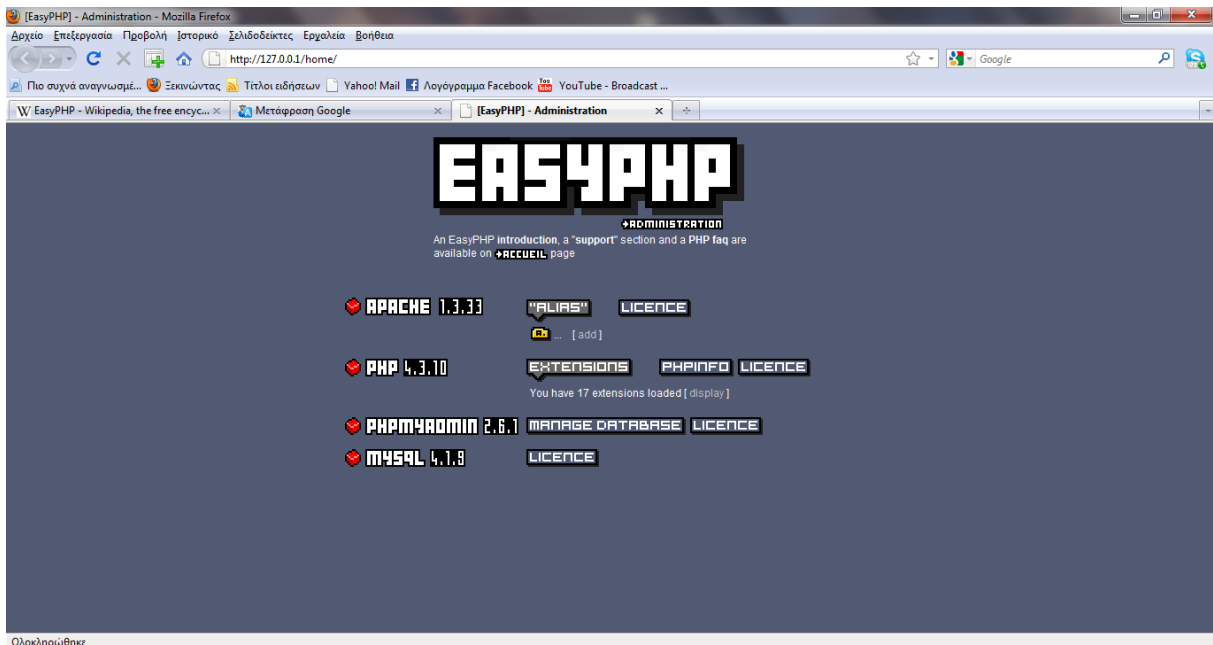 [EasyPHP] - Administration - Mozilla Firefox
Αρχείο Επεξεργασία Προβολή Ιστορικό Σελιδοδείκτες Εργαλεία Βοήθεια
http://127.0.0.1/home/ Google
Πιο συχνά αναγνωσμέ... Ξεκινώντας Τίτλοι ειδήσεων Yahoo! Mail Λογόγραμμα Facebook YouTube - Broadcast ...
EasyPHP - Wikipedia, the free encyc... Μετάφραση Google [EasyPHP] - Administration
EASYPHP
ADMINISTRATION
An EasyPHP introduction, a "support" section and a PHP faq are
available on ACCUEIL page
APACHE 1.3.33 "ALIAS" LICENCE
... [ add ]
PHP 4.3.10 EXTENSIONS PHPINFO LICENCE
You have 17 extensions loaded [ display ]
PHPMYADMIN 2.6.1 MANAGE DATABASE LICENCE
MYSQL 4.1.9 LICENCE
Ολοκληρώθηκε